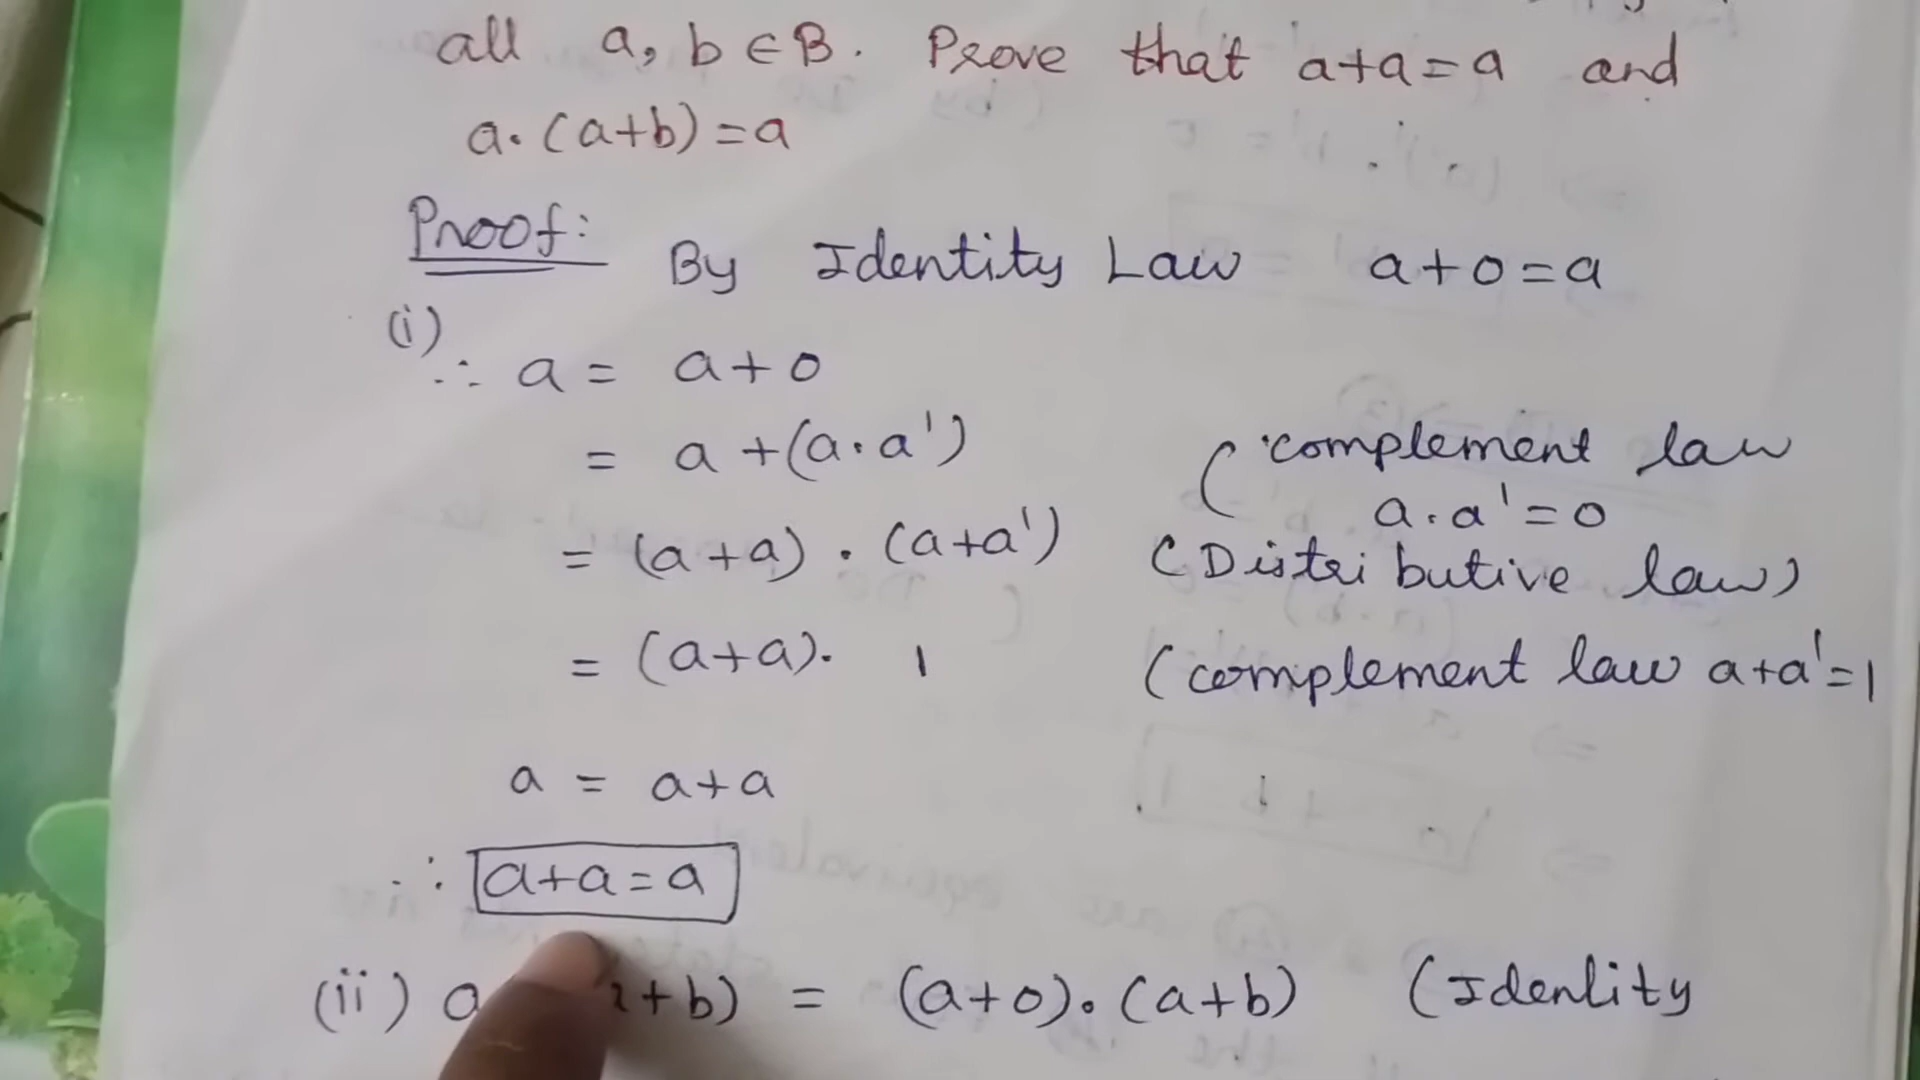 all a, b ∈ B. Prove that a+a=a and
a.(a+b)=a
Proof: By Identity Law a+0=a
(i)
∴ a = a+0
= a+(a.a') (complement law
a.a'=0
= (a+a).(a+a') (Distributive law)
= (a+a). 1 (complement law a+a'=1
a = a+a
∴ a+a=a
(ii) a +b) = (a+0).(a+b) (Identity